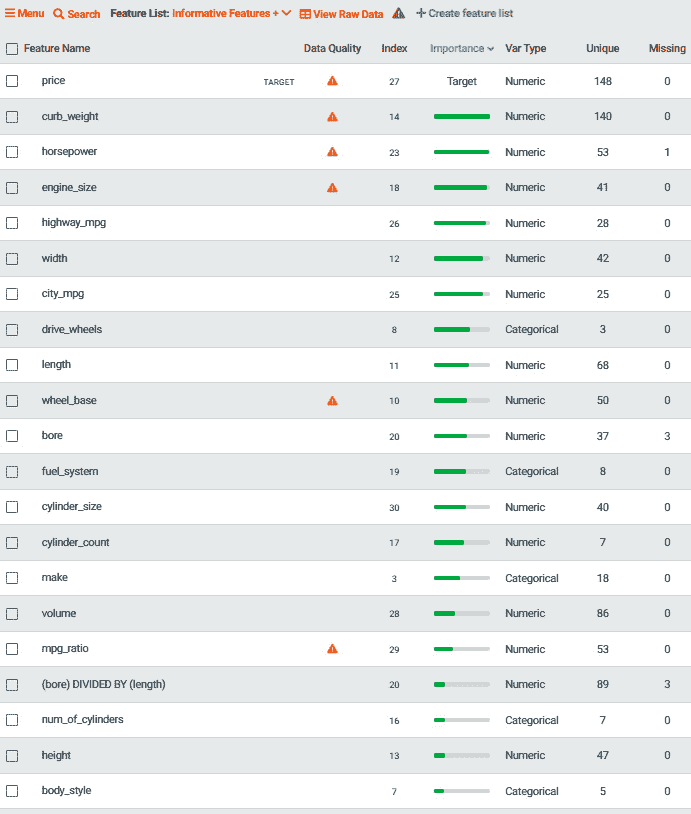 Menu Search Feature List: Informative Features + View Raw Data + Create feature list
Feature Name Data Quality Index Importance Var Type Unique Missing
price TARGET 27 Target Numeric 148 0
curb_weight 14 Numeric 140 0
horsepower 23 Numeric 53 1
engine_size 18 Numeric 41 0
highway_mpg 26 Numeric 28 0
width 12 Numeric 42 0
city_mpg 25 Numeric 25 0
drive_wheels 8 Categorical 3 0
length 11 Numeric 68 0
wheel_base 10 Numeric 50 0
bore 20 Numeric 37 3
fuel_system 19 Categorical 8 0
cylinder_size 30 Numeric 40 0
cylinder_count 17 Numeric 7 0
make 3 Categorical 18 0
volume 28 Numeric 86 0
mpg_ratio 29 Numeric 53 0
(bore) DIVIDED BY (length) 20 Numeric 89 3
num_of_cylinders 16 Categorical 7 0
height 13 Numeric 47 0
body_style 7 Categorical 5 0